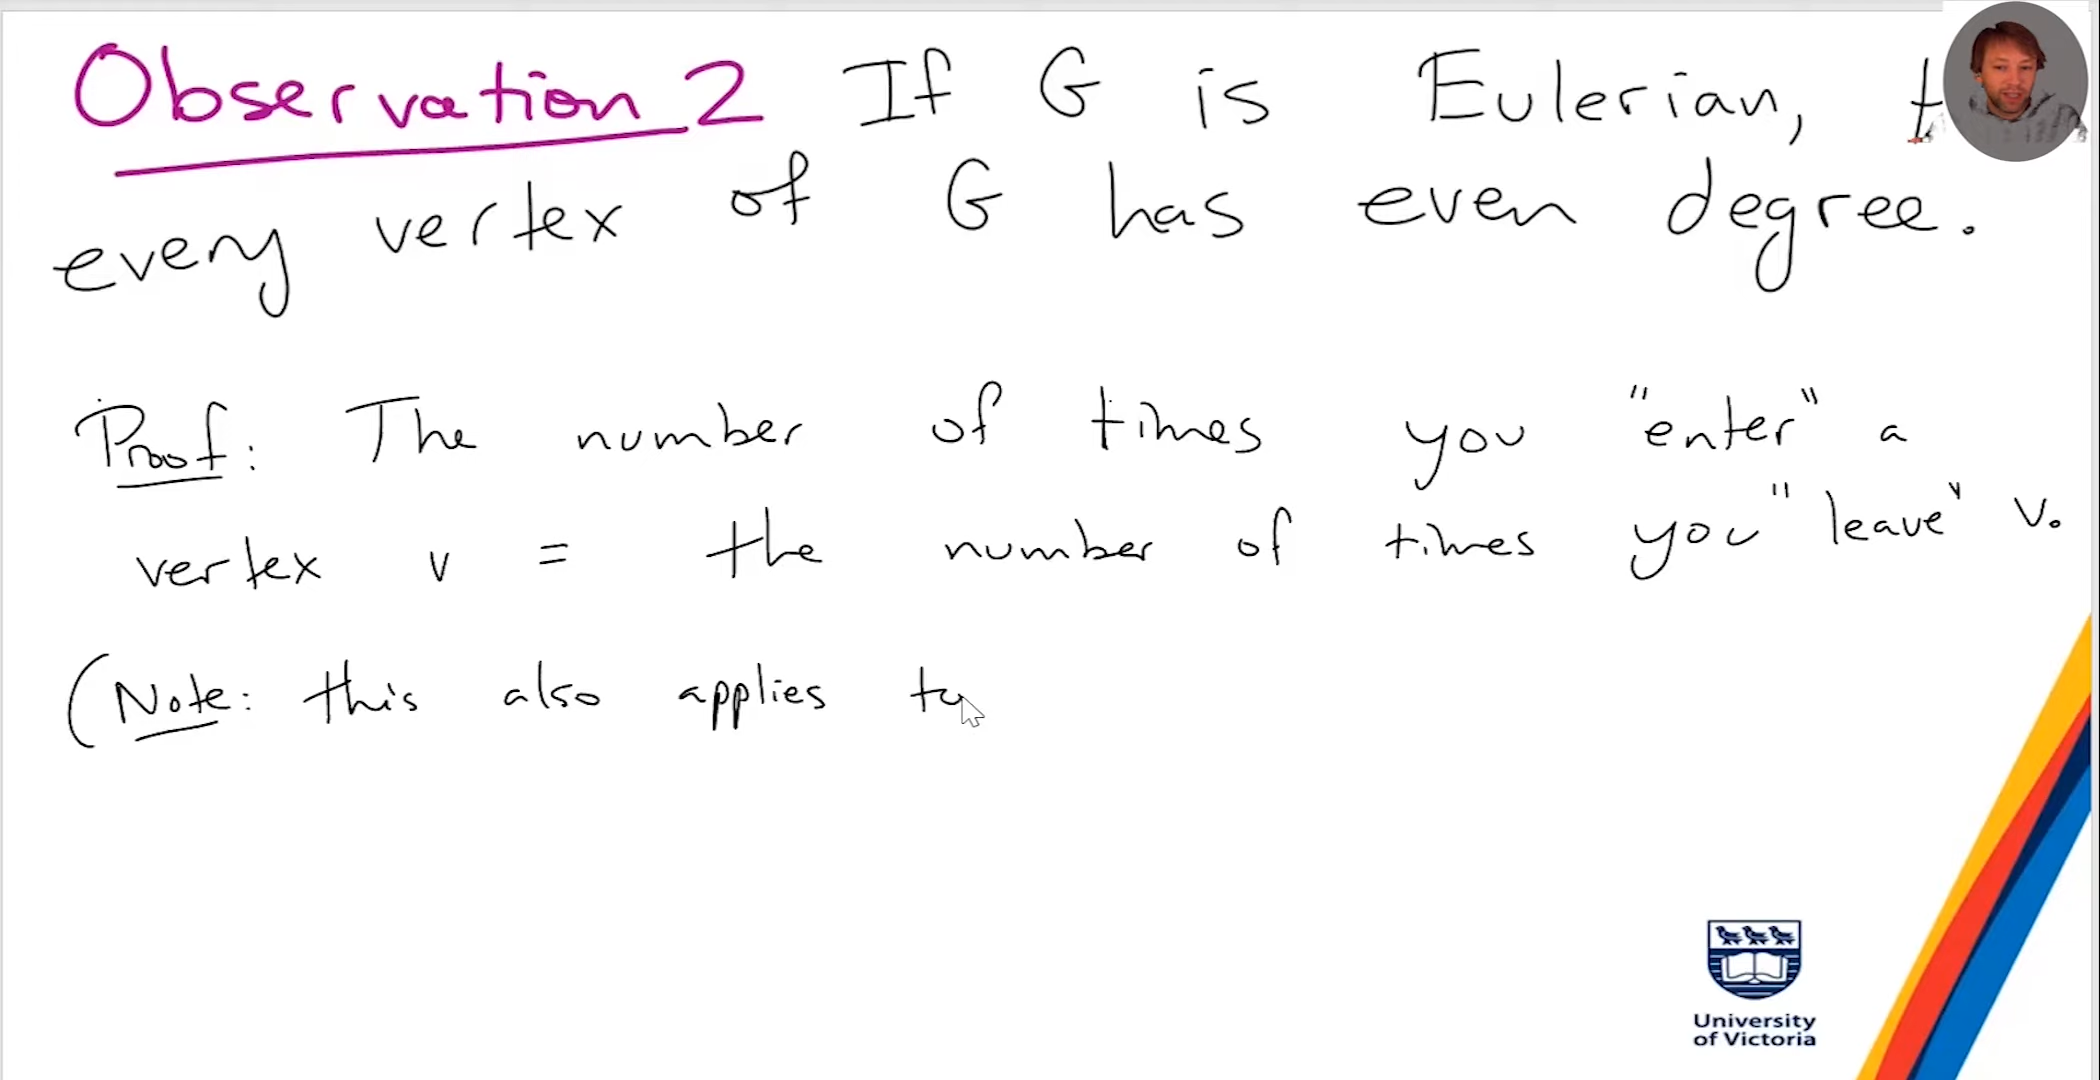 Observation 2 If G is Eulerian,
every vertex of G has even degree.
Proof: The number of times you "enter" a
vertex v = the number of times you "leave" v.
(Note: this also applies to
University
of Victoria